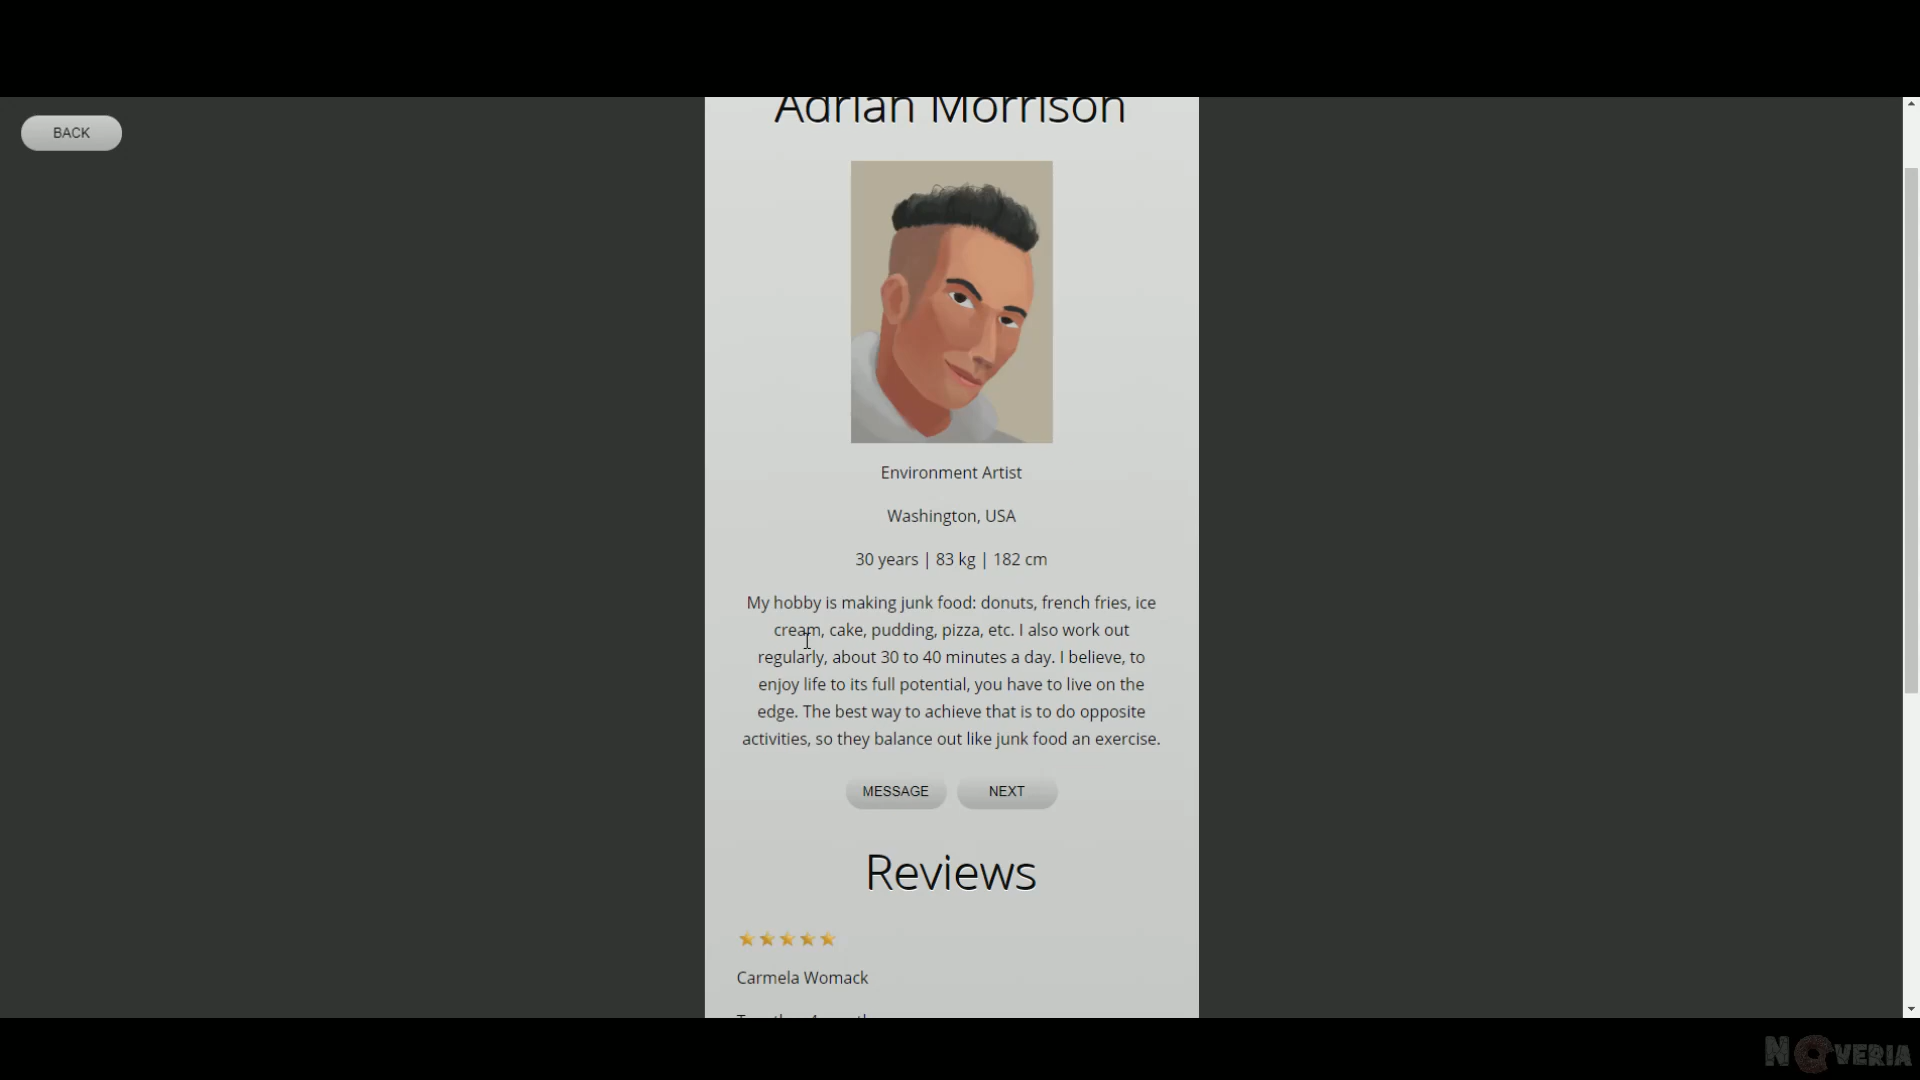 Adrian Morrison
BACK
Environment Artist
Washington, USA
30 years | 83 kg | 182 cm
My hobby is making junk food: donuts, french fries, ice
cream, cake, pudding, pizza, etc. I also work out
regularly, about 30 to 40 minutes a day. I believe, to
enjoy life to its full potential, you have to live on the
edge. The best way to achieve that is to do opposite
activities, so they balance out like junk food an exercise.
MESSAGE NEXT
Reviews
Carmela Womack
NOVERIA